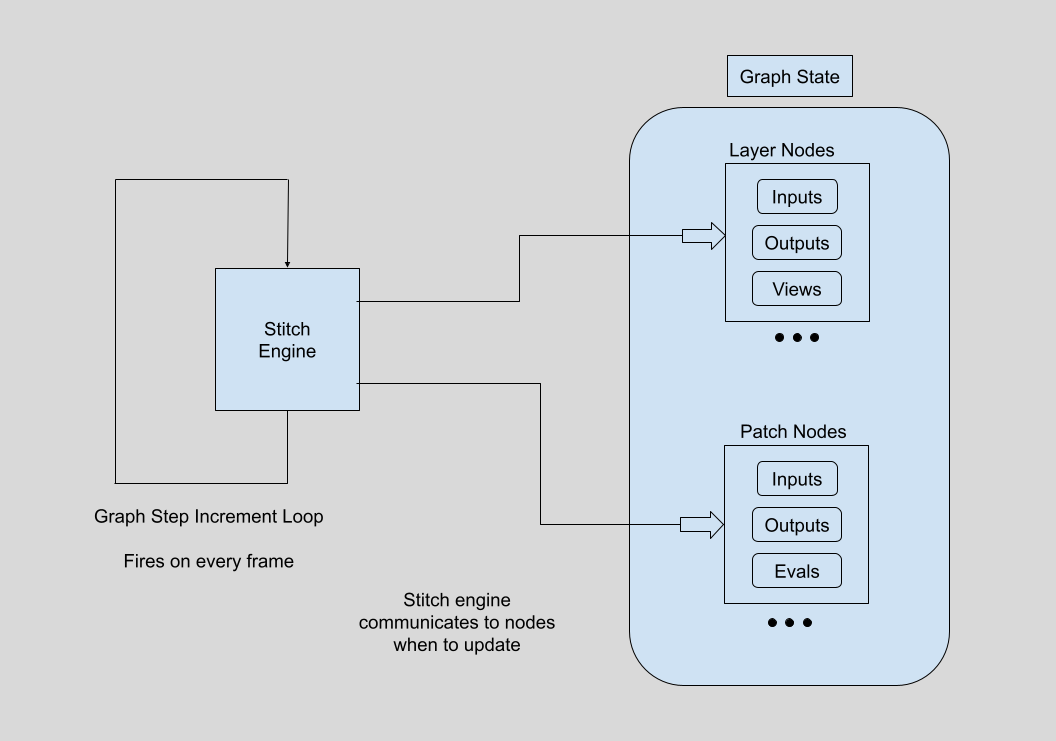 Graph State
Layer Nodes
Inputs
Outputs
Views
Stitch
Engine
Patch Nodes
Inputs
Outputs
Evals
Graph Step Increment Loop
Fires on every frame
Stitch engine
communicates to nodes
when to update